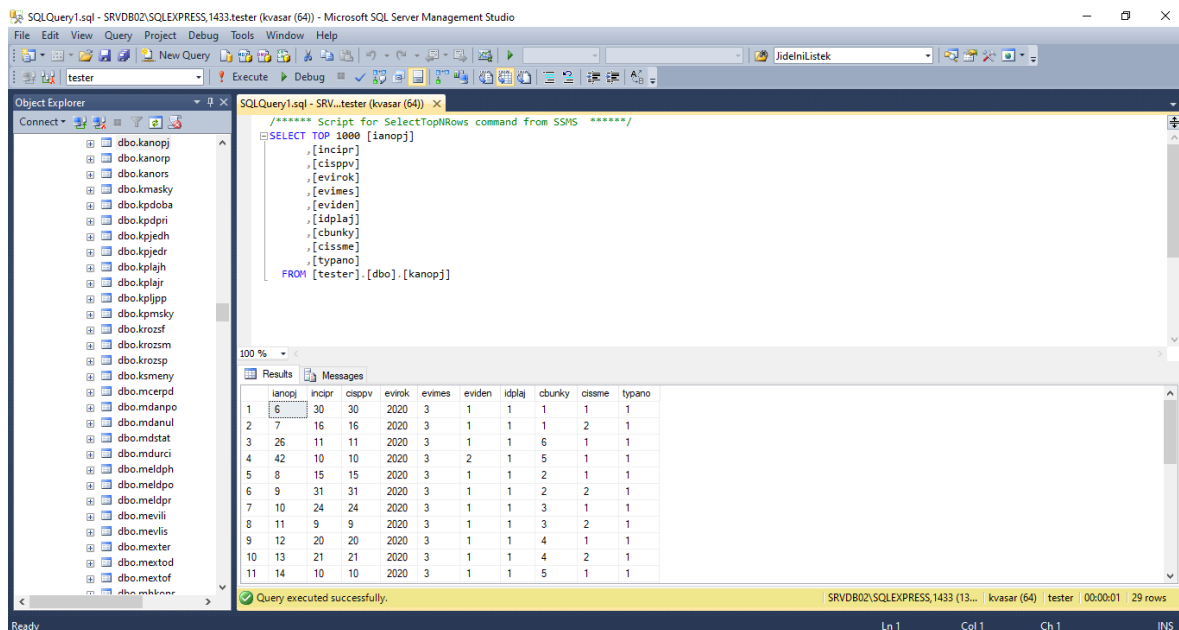 SQLQuery1.sql - SRVDB02\SQLEXPRESS,1433.tester (kvasar (64)) - Microsoft SQL Server Management Studio
File Edit View Query Project Debug Tools Window Help
New Query JidelniListek
tester Execute Debug
Object Explorer
Connect
dbo.kanopj
dbo.kanorp
dbo.kanors
dbo.kmasky
dbo.kpdoba
dbo.kpdpri
dbo.kpjedh
dbo.kpjedr
dbo.kplajh
dbo.kplajr
dbo.kpljpp
dbo.kpmsky
dbo.krozsf
dbo.krozsm
dbo.krozsp
dbo.ksmeny
dbo.mcerpd
dbo.mdanpo
dbo.mdanul
dbo.mdstat
dbo.mdurci
dbo.meldph
dbo.meldpo
dbo.meldpr
dbo.mevili
dbo.mevlis
dbo.mexter
dbo.mextod
dbo.mextof
SQLQuery1.sql - SRV...tester (kvasar (64))
/****** Script for SelectTopNRows command from SSMS ******/
SELECT TOP 1000 [ianopj]
,[incipr]
,[cisppv]
,[evirok]
,[evimes]
,[eviden]
,[idplaj]
,[cbunky]
,[cissme]
,[typano]
FROM [tester].[dbo].[kanopj]
100 %
Results Messages
ianopj incipr cisppv evirok evimes eviden idplaj cbunky cissme typano
1 6 30 30 2020 3 1 1 1 1 1
2 7 16 16 2020 3 1 1 1 2 1
3 26 11 11 2020 3 1 1 6 1 1
4 42 10 10 2020 3 2 1 5 1 1
5 8 15 15 2020 3 1 1 2 1 1
6 9 31 31 2020 3 1 1 2 2 1
7 10 24 24 2020 3 1 1 3 1 1
8 11 9 9 2020 3 1 1 3 2 1
9 12 20 20 2020 3 1 1 4 1 1
10 13 21 21 2020 3 1 1 4 2 1
11 14 10 10 2020 3 1 1 5 1 1
Query executed successfully. SRVDB02\SQLEXPRESS,1433 (13... kvasar (64) tester 00:00:01 29 rows
Ready Ln 1 Col 1 Ch 1 INS